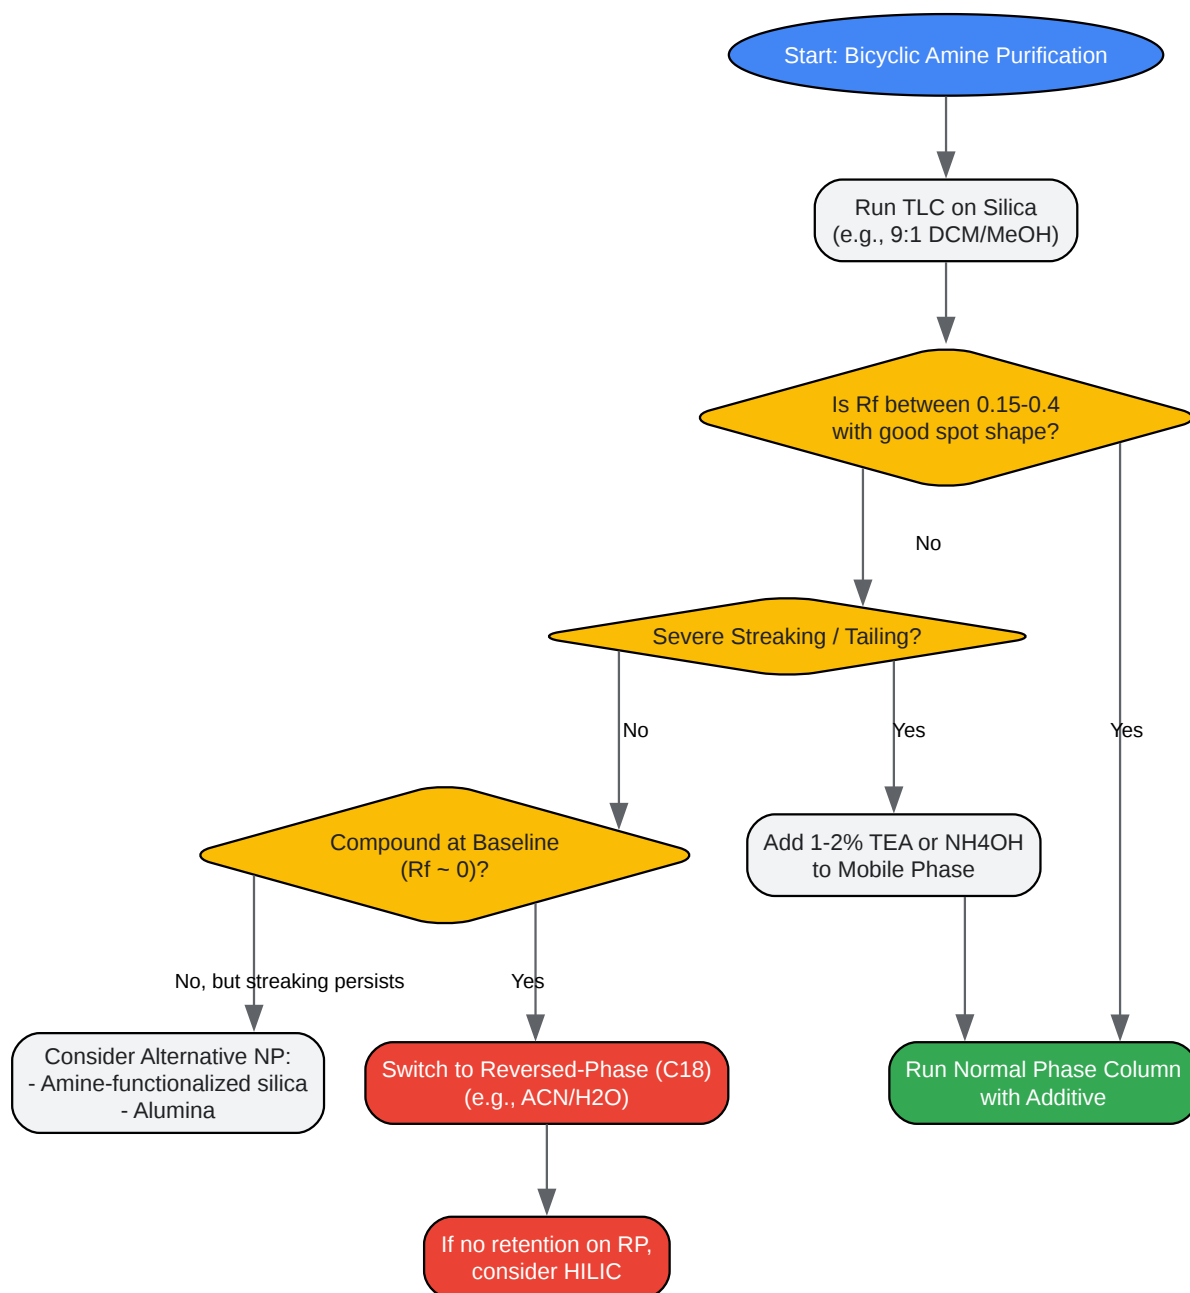 Start: Bicyclic Amine Purification
Run TLC on Silica
(e.g., 9:1 DCM/MeOH)
Is Rf between 0.15-0.4
with good spot shape?
No
Severe Streaking / Tailing?
No
Yes
Yes
Compound at Baseline
(Rf ~ 0)?
Add 1-2% TEA or NH4OH
to Mobile Phase
No, but streaking persists
Yes
Consider Alternative NP:
- Amine-functionalized silica
- Alumina
Switch to Reversed-Phase (C18)
(e.g., ACN/H2O)
Run Normal Phase Column
with Additive
If no retention on RP,
consider HILIC